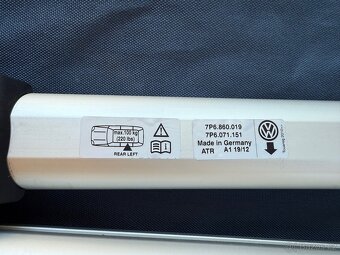 max.100 kg
(220 lbs)
REAR LEFT
7P6.860.019
7P6.071.151
Made in Germany
ATR A1 19/12